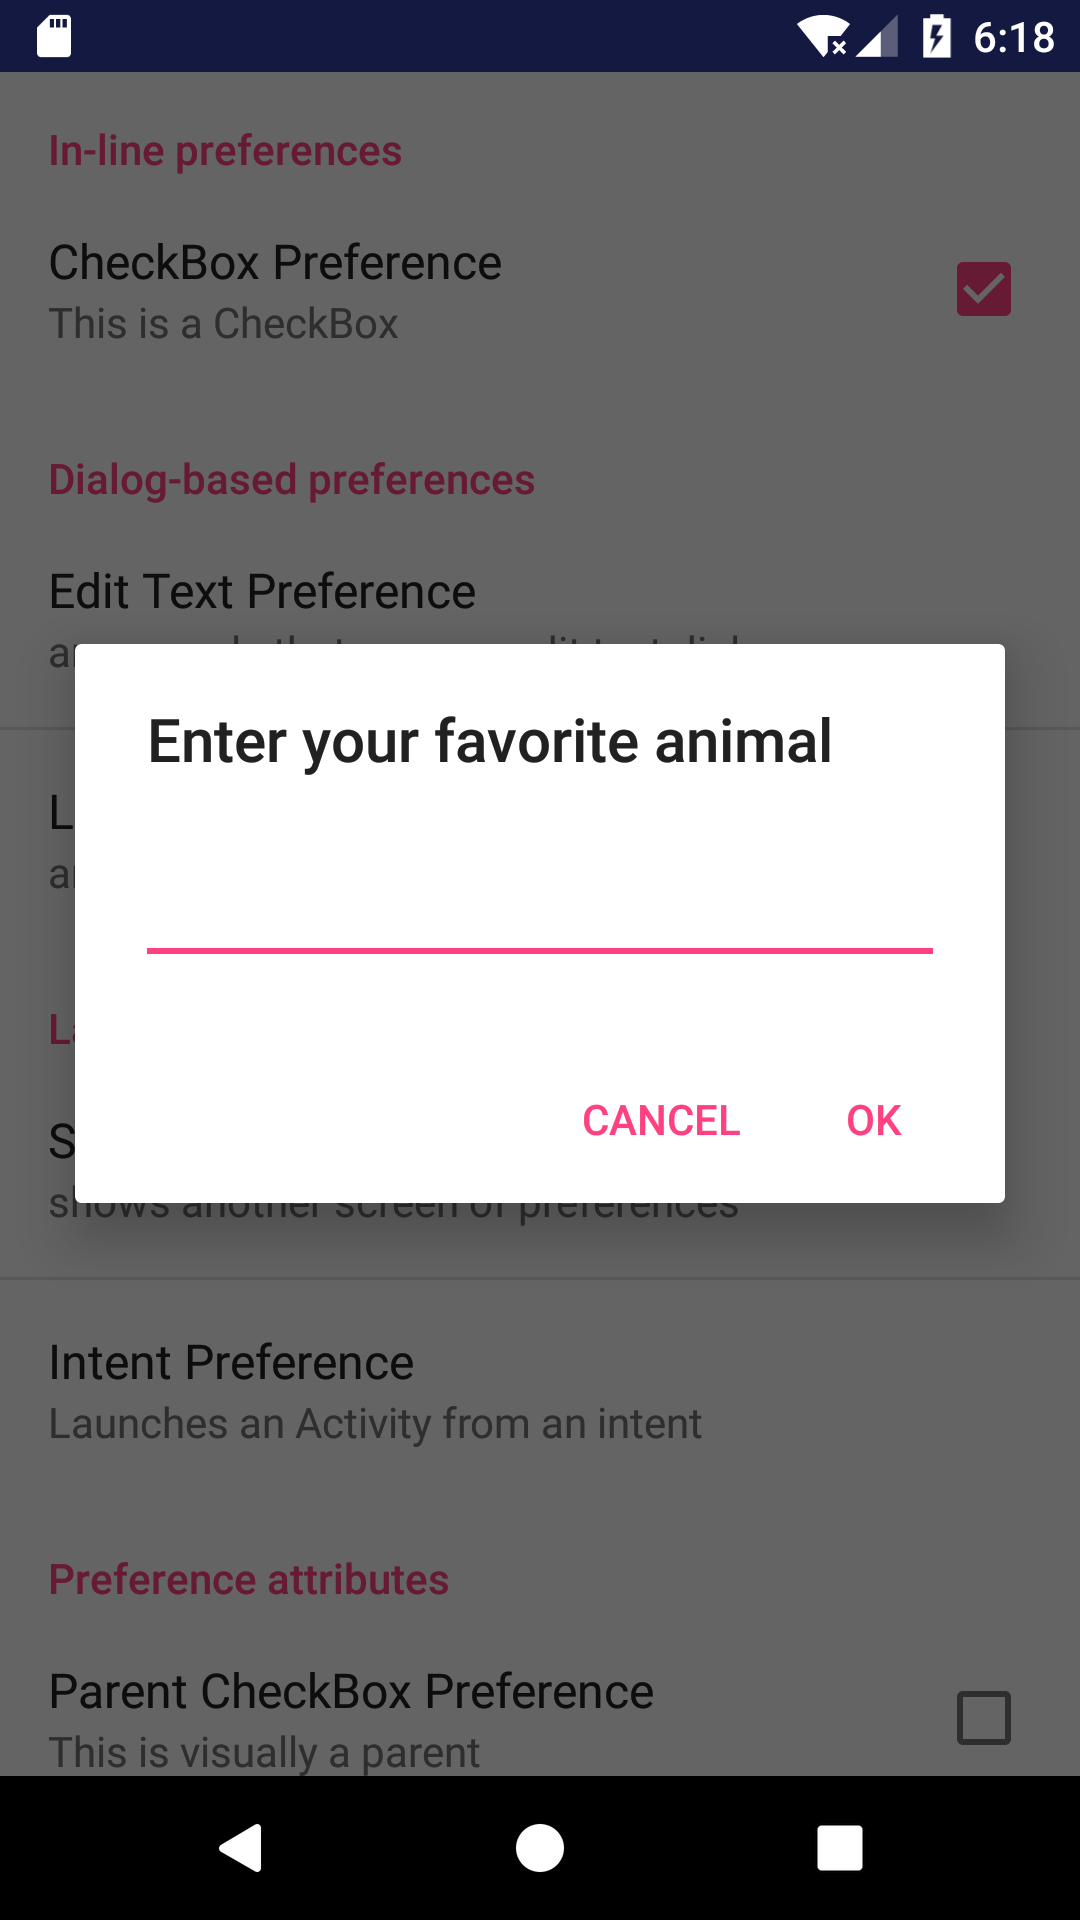 6:18
In-line preferences
CheckBox Preference
This is a CheckBox
Dialog-based preferences
Edit Text Preference
Enter your favorite animal
CANCEL
OK
shows another screen of preferences
Intent Preference
Launches an Activity from an intent
Preference attributes
Parent CheckBox Preference
This is visually a parent